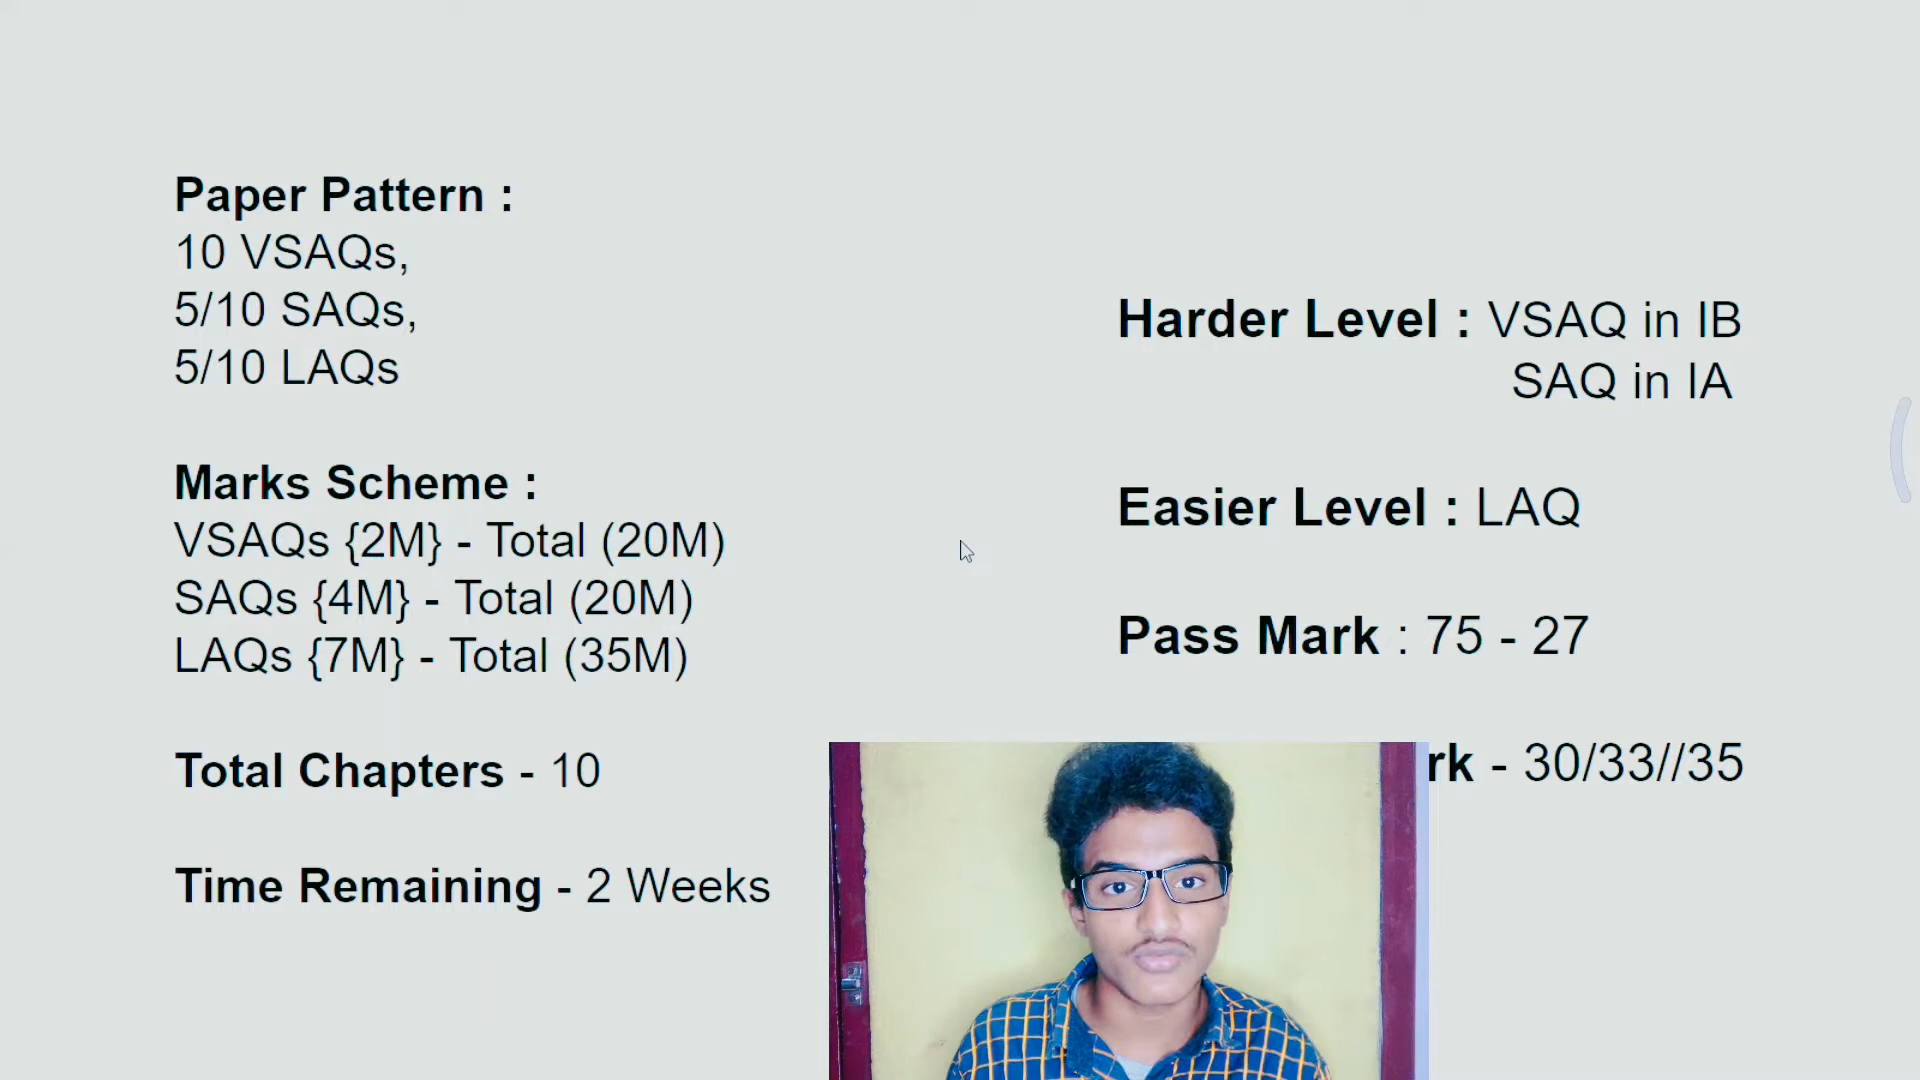 Paper Pattern :
10 VSAQs,
5/10 SAQs,
5/10 LAQs
Marks Scheme :
VSAQs {2M} - Total (20M)
SAQs {4M} - Total (20M)
LAQs {7M} - Total (35M)
Total Chapters - 10
Time Remaining - 2 Weeks
Harder Level : VSAQ in IB
SAQ in IA
Easier Level : LAQ
Pass Mark : 75 - 27
- 30/33//35